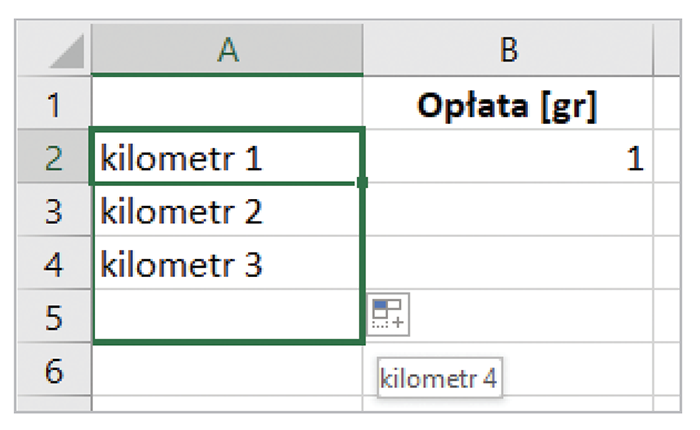 A B
1 Opłata [gr]
2 kilometr 1 1
3 kilometr 2
4 kilometr 3
5
6 kilometr 4